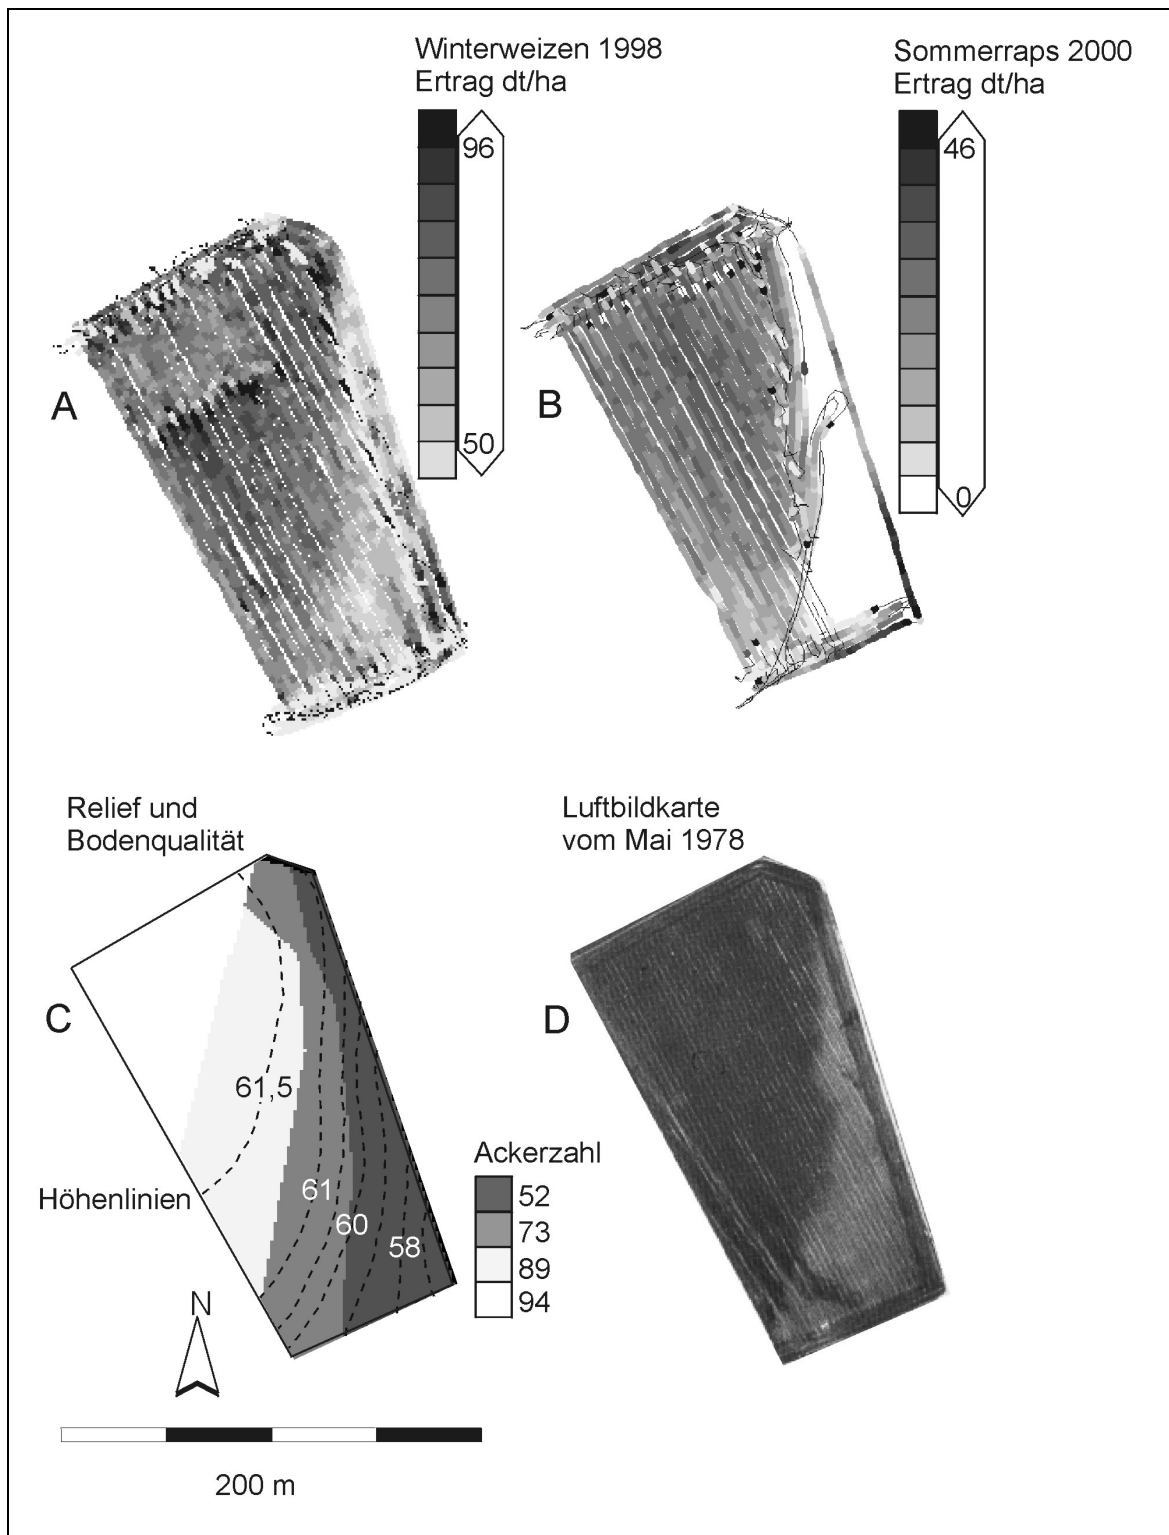 Winterweizen 1998
Ertrag dt/ha
96
50
A
Sommerraps 2000
Ertrag dt/ha
46
0
B
Relief und
Bodenqualität
C
61,5
61
60
58
Höhenlinien
Ackerzahl
52
73
89
94
N
200 m
Luftbildkarte
vom Mai 1978
D